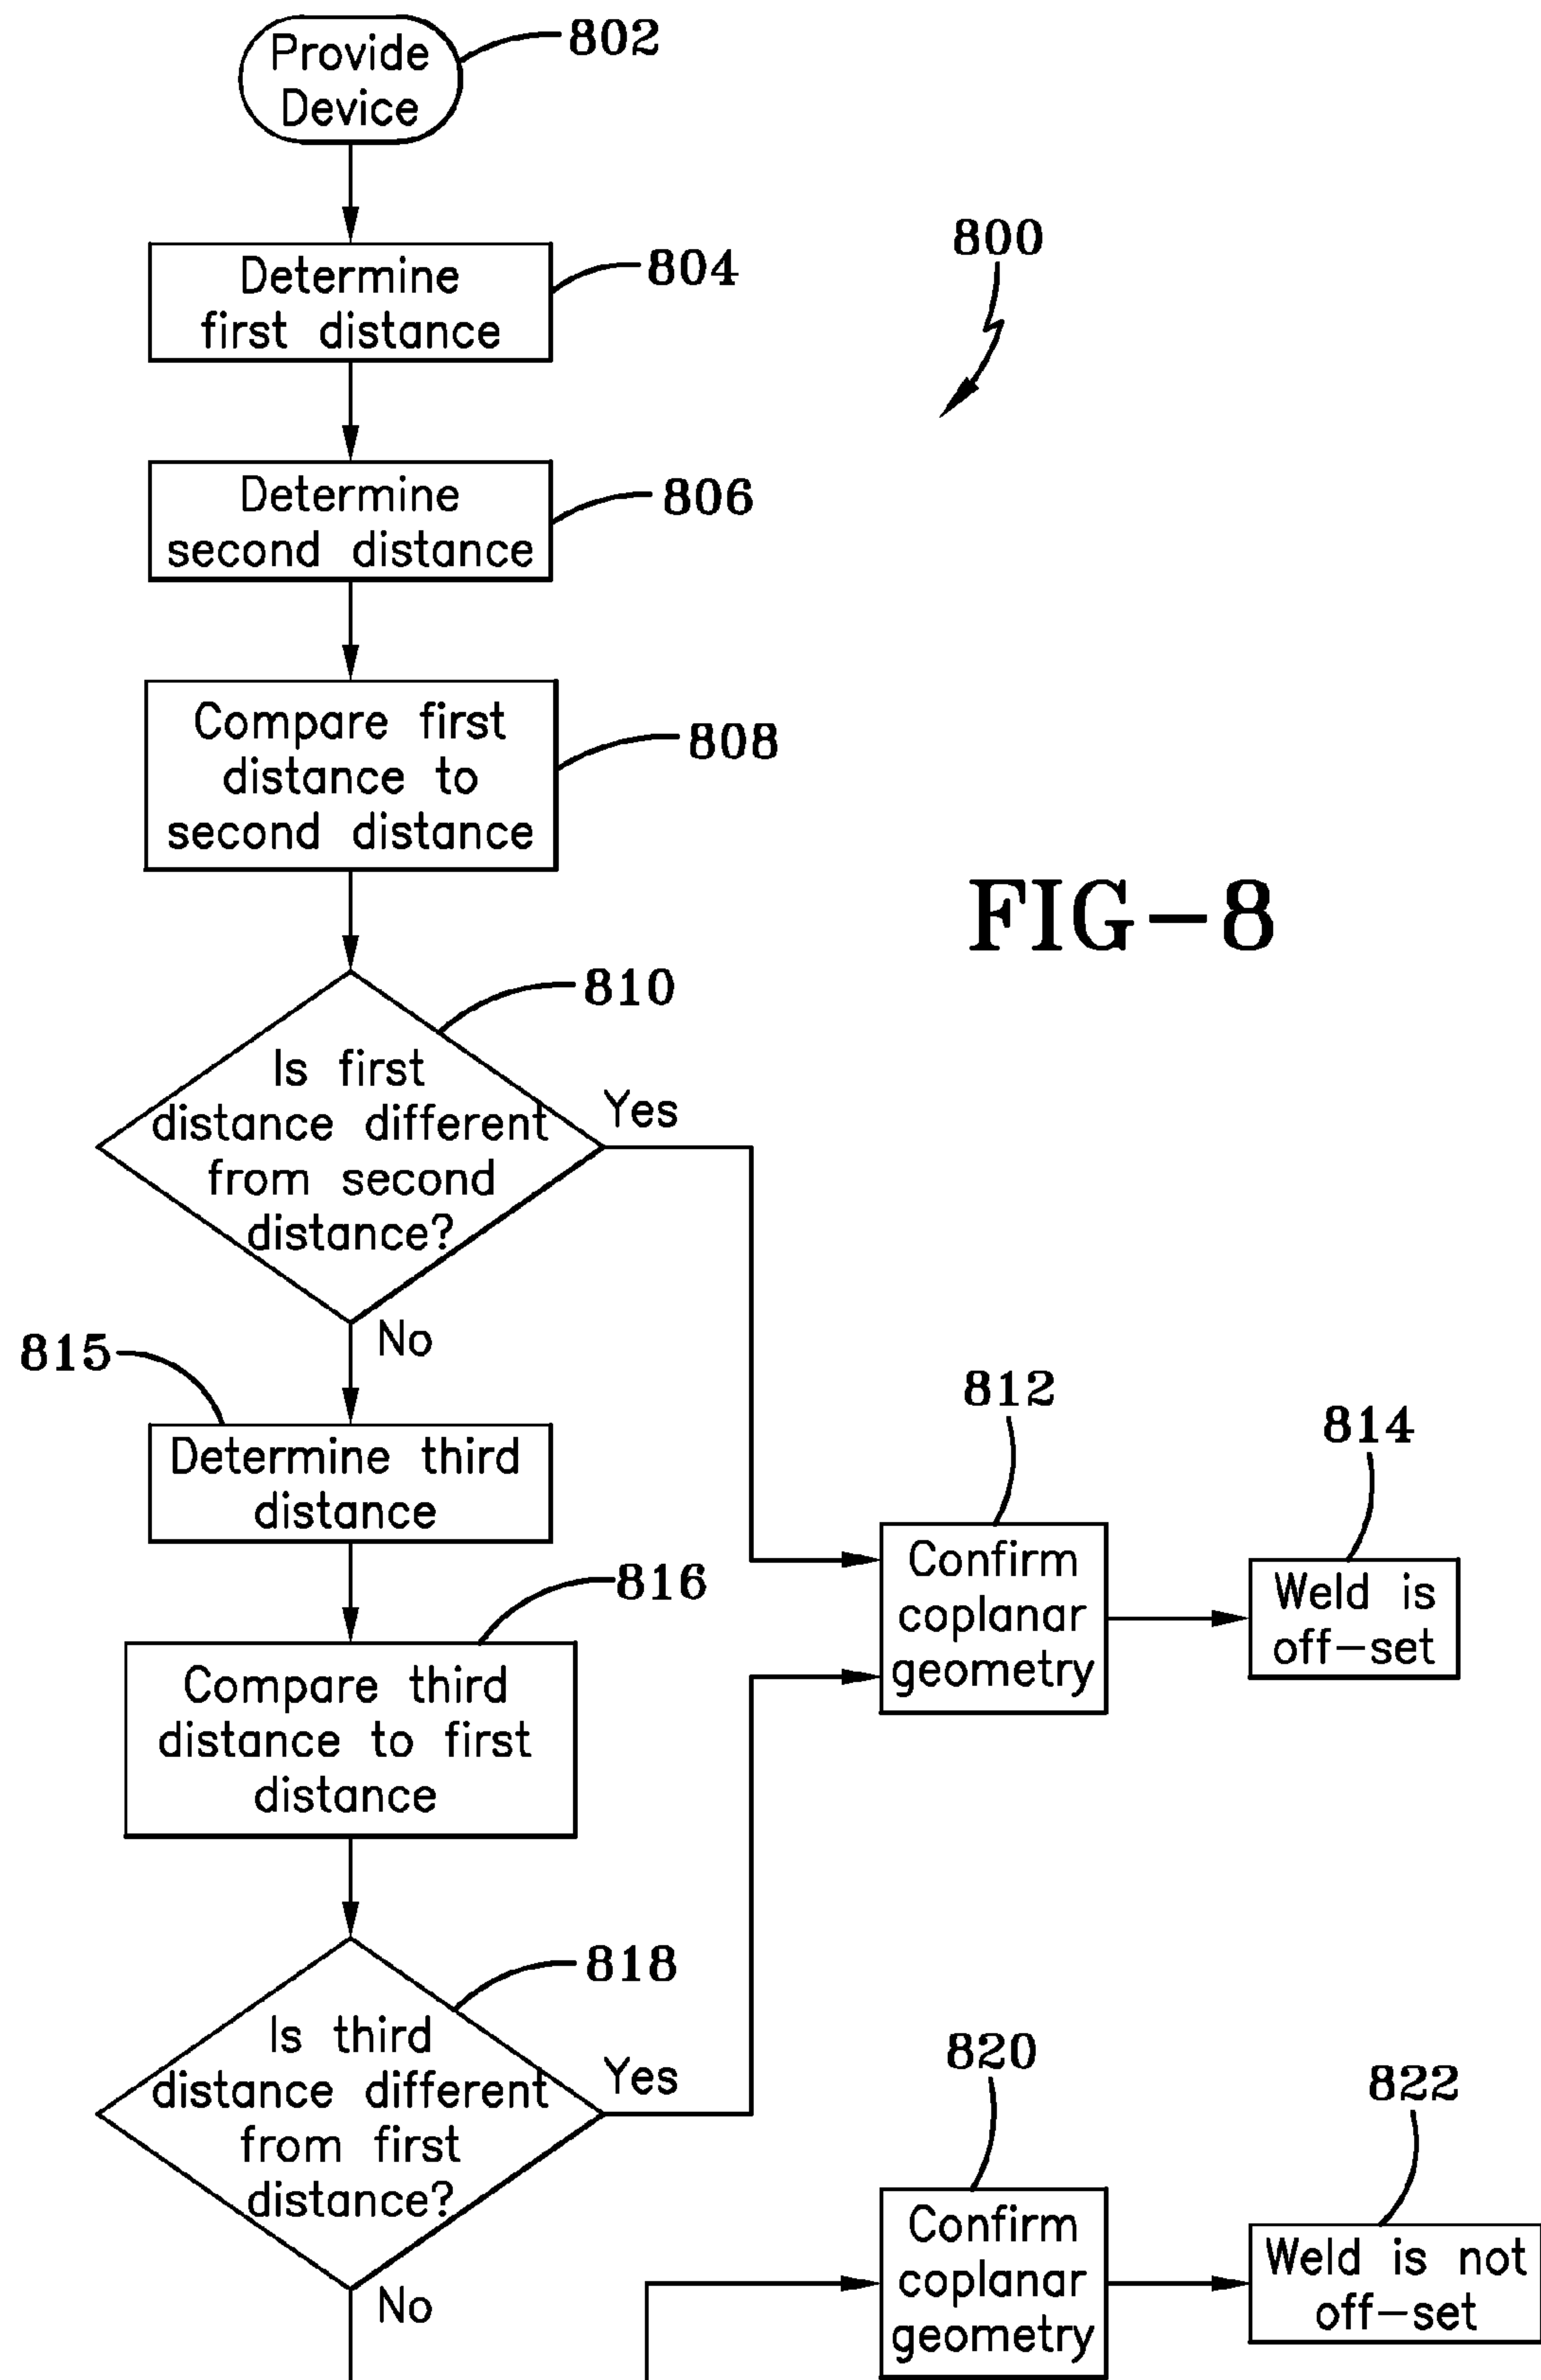 Provide
Device
802
Determine
first distance
804
800
Determine
second distance
806
Compare first
distance to
second distance
808
FIG-8
810
Is first
distance different
from second
distance?
Yes
No
815
Determine third
distance
812
814
Confirm
coplanar
geometry
Weld is
off-set
816
Compare third
distance to first
distance
818
Is third
distance different
from first
distance?
Yes
No
820
822
Confirm
coplanar
geometry
Weld is not
off-set